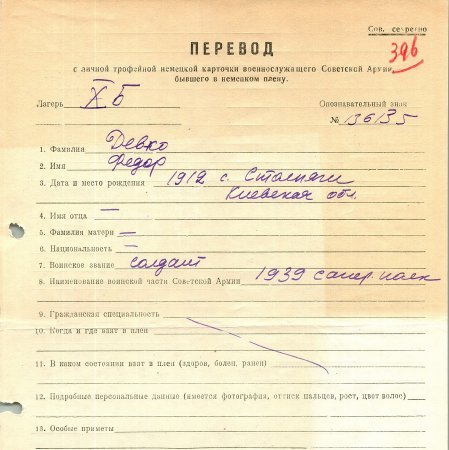 Сов. секретно
396
ПЕРЕВОД
с личной трофейной немецкой карточки военнослужащего Советской Армии,
бывшего в немецком плену.
Лагерь XБ Опознавательный знак
№ 136135
1. Фамилия Девко
2. Имя Федор
3. Дата и место рождения 1912 с.
Киевская обл.
4. Имя отца —
5. Фамилия матери —
6. Национальность —
7. Воинское звание солдат
8. Наименование воинской части Советской Армии 1939 сапер. полк
9. Гражданская специальность
10. Когда и где взят в плен
11. В каком состоянии взят в плен (здоров, болен, ранен)
12. Подробные персональные данные (имеются фотография, оттиск пальцев, рост, цвет волос)
13. Особые приметы